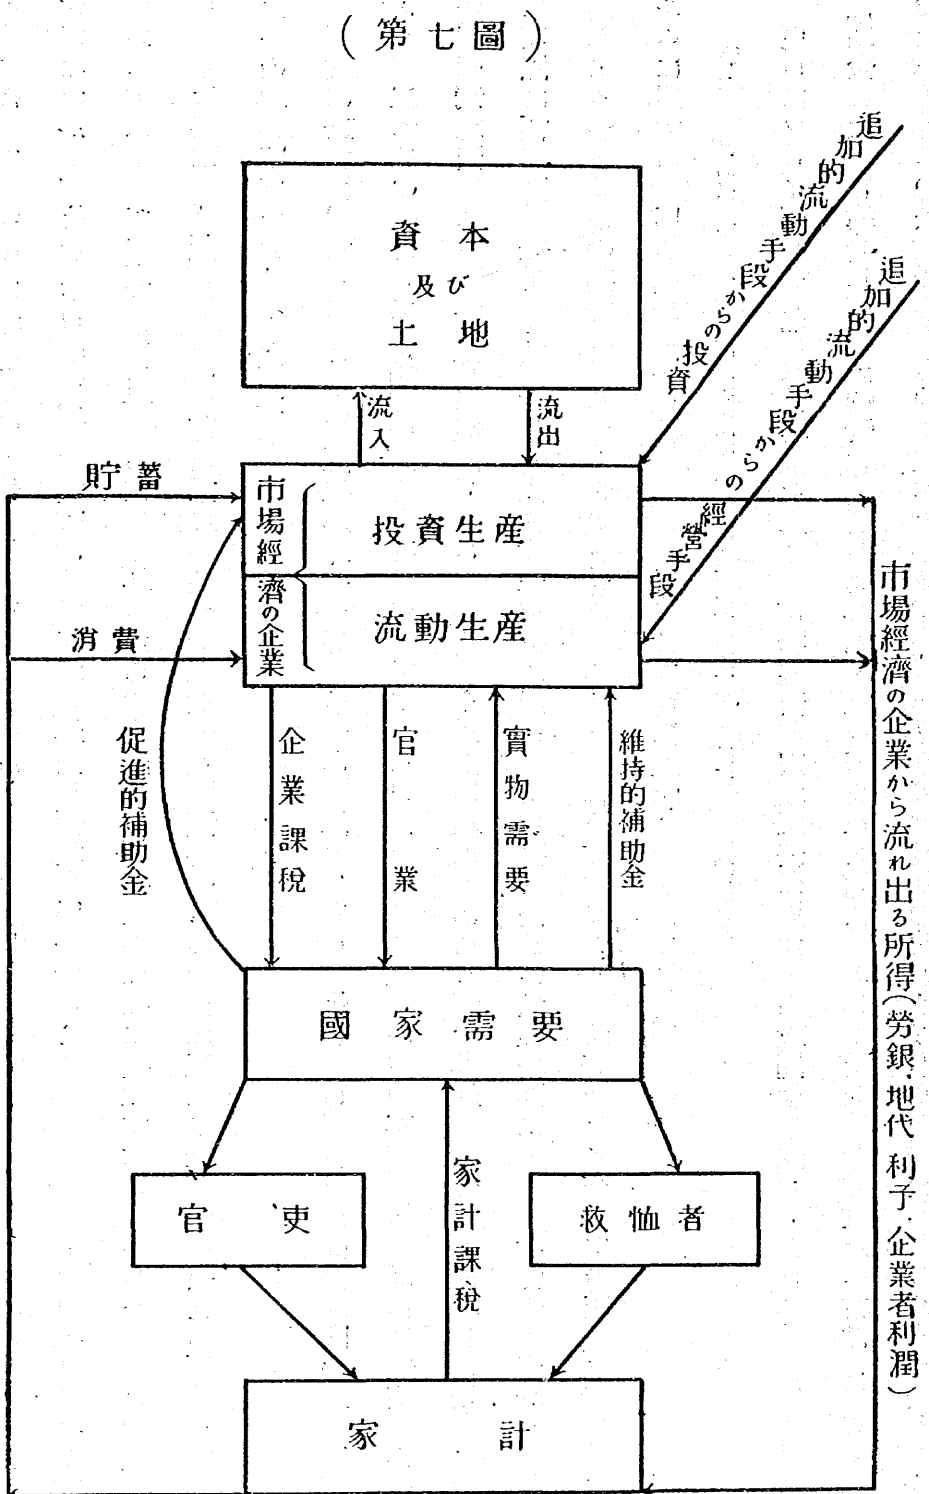 (第七圖)
資本
及び
土地
追加的流動手段からの投資
追加的流動手段からの經營手段
流入
流出
貯蓄
市場經濟の企業
投資生産
流動生産
消費
促進的補助金
企業課稅
官業
實物需要
維持的補助金
市場經濟の企業から流れ出る所得(勞銀、地代 利子、企業者利潤)
國家需要
官吏
家計課稅
救恤者
家計